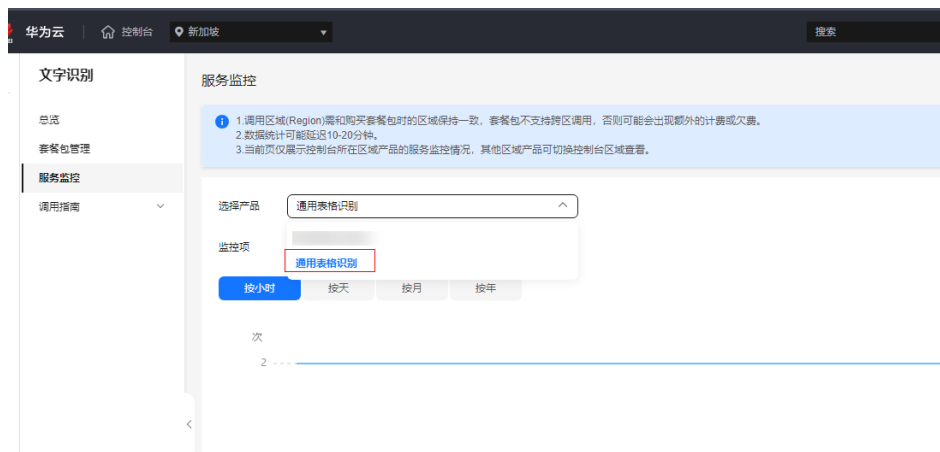 华为云 控制台 新加坡 搜索
文字识别
总览
套餐包管理
服务监控
调用指南
服务监控
1.调用区域(Region)需和购买套餐包时的区域保持一致，套餐包不支持跨区调用，否则可能会出现额外的计费或欠费。
2.数据统计可能延迟10-20分钟。
3.当前页仅展示控制台所在区域产品的服务监控情况，其他区域产品可切换控制台区域查看。
选择产品 通用表格识别
监控项
通用表格识别
按小时 按天 按月 按年
次
2